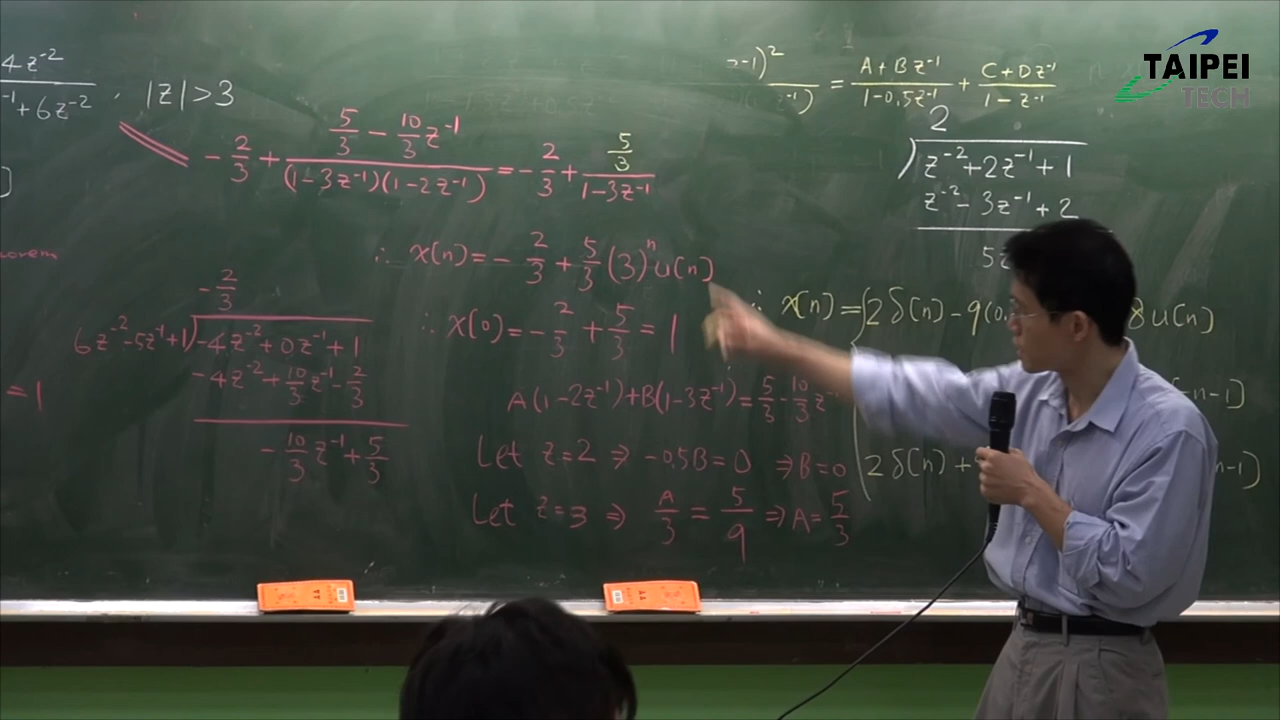 4z⁻²
⁻¹+6z⁻² , |z|>3
-2/3 + (5/3 - 10/3 z⁻¹)/((1-3z⁻¹)(1-2z⁻¹)) = -2/3 + (5/3)/(1-3z⁻¹)
∴ x(n) = -2/3 + 5/3 (3)ⁿ u(n)
∴ x(0) = -2/3 + 5/3 = 1
orem
= 1
-2/3
6z⁻²-5z⁻¹+1) -4z⁻²+0z⁻¹+1
-4z⁻²+10/3 z⁻¹-2/3
-10/3 z⁻¹+5/3
A(1-2z⁻¹)+B(1-3z⁻¹) = 5/3-10/3 z⁻¹
Let z=2 ⇒ -0.5B=0 ⇒ B=0
Let z=3 ⇒ A/3 = 5/9 ⇒ A=5/3
= (A+Bz⁻¹)/(1-0.5z⁻¹) + (C+Dz⁻¹)/(1-z⁻¹)
2
) z⁻²+2z⁻¹+1
z⁻²-3z⁻¹+2
5z
∴ x(n) = 2δ(n)-9(0. 8u(n)
-n-1)
2δ(n)+ n-1)
TAIPEI
TECH